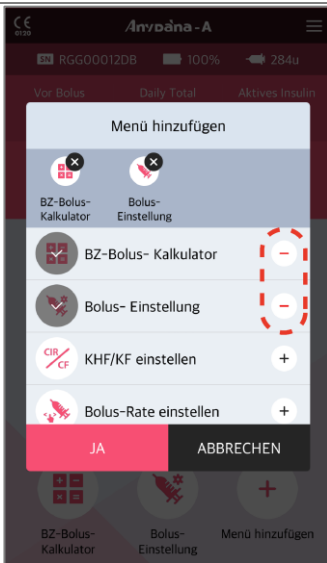 CE
0120
Anydana-A
SN RGG00012DB 100% 284u
Vor Bolus Daily Total Aktives Insulin
Menü hinzufügen
BZ-Bolus-
Kalkulator
Bolus-
Einstellung
BZ-Bolus- Kalkulator
Bolus- Einstellung
CIR/CF KHF/KF einstellen
Bolus-Rate einstellen
JA ABBRECHEN
BZ-Bolus-
Kalkulator
Bolus-
Einstellung
Menü hinzufügen